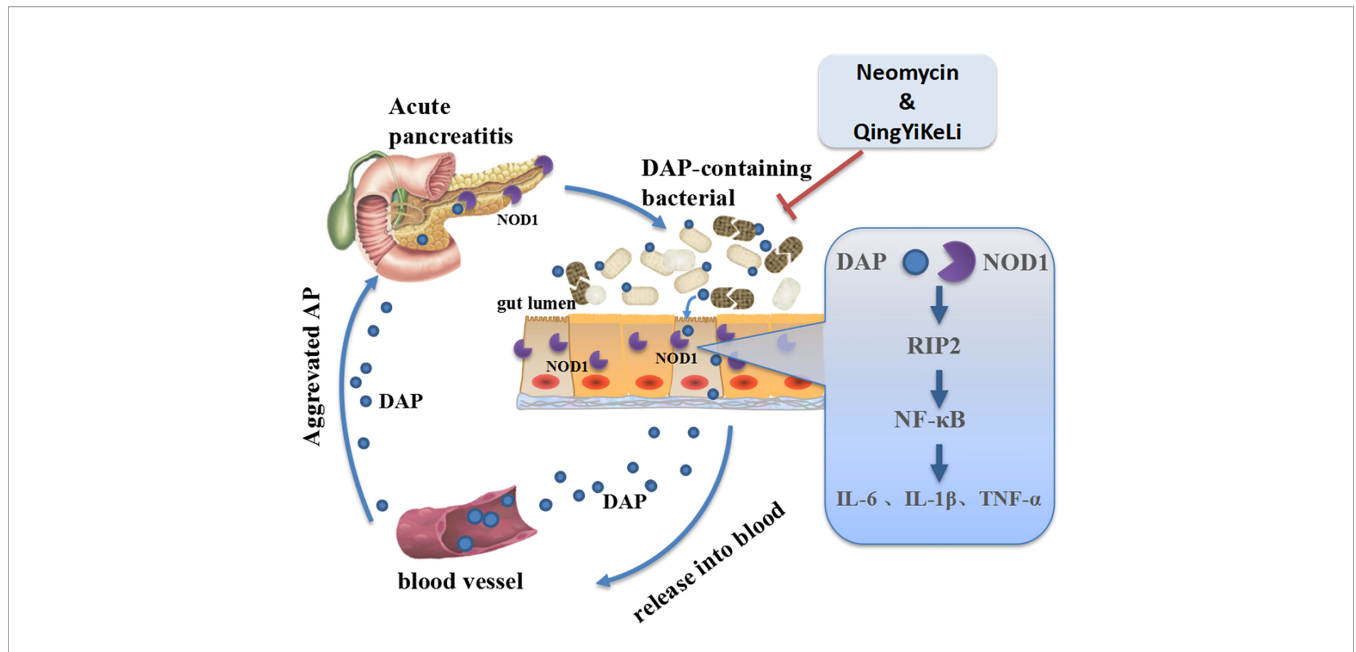 Neomycin
&
QingYiKeLi
Acute
pancreatitis
NOD1
DAP-containing
bacterial
gut lumen
NOD1
NOD1
DAP
NOD1
RIP2
NF-κB
IL-6 、IL-1β、TNF-α
Aggrevated AP
DAP
DAP
blood vessel
release into blood